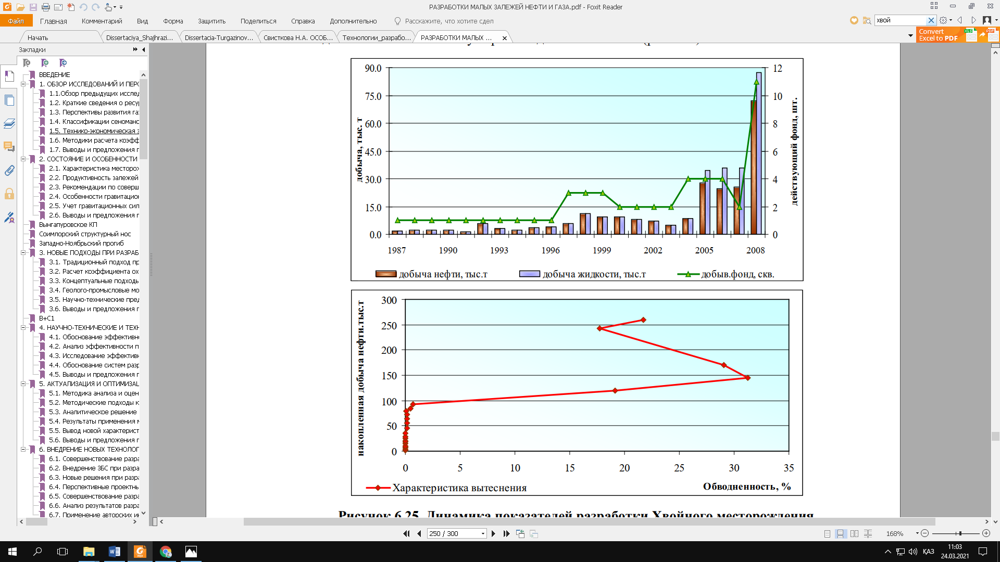 РАЗРАБОТКИ МАЛЫХ ЗАЛЕЖЕЙ НЕФТИ И ГАЗА.pdf - Foxit Reader
Файл Главная Комментарий Вид Форма Защитить Поделиться Справка Дополнительно Расскажите, что хотите сдел хвой
Начать Dissertaciya_Shajhrazi... Dissertacia-Turgazinov... Свисткова Н.А. ОСОБ... Технологии_разрабо... РАЗРАБОТКИ МАЛЫХ ...
Convert
Excel to PDF
Закладки
ВВЕДЕНИЕ
1. ОБЗОР ИССЛЕДОВАНИЙ И ПЕРС
1.1.Обзор предыдущих исслед
1.2. Краткие сведения о ресу
1.3. Перспективы развития га
1.4. Классификации сеноманс
1.5. Технико-экономическая э
1.6. Методики расчета коэфф
1.7. Выводы и предложения п
2. СОСТОЯНИЕ И ОСОБЕННОСТИ
2.1. Характеристика месторож
2.2. Продуктивность залежей
2.3. Рекомендации по соверш
2.4. Особенности гравитацион
2.5. Учет гравитационных сил
2.6. Выводы и предложения п
Вынгапуровское КП
Соимлорский структурный нос
Западно-Ноябрьский прогиб
3. НОВЫЕ ПОДХОДЫ ПРИ РАЗРАБ
3.1. Традиционный подход пр
3.2. Расчет коэффициента ох
3.3. Концептуальные подходы
3.4. Геолого-промысловые мо
3.5. Научно-технические пред
3.6. Выводы и предложения п
В+С1
4. НАУЧНО-ТЕХНИЧЕСКИЕ И ТЕХН
4.1. Обоснование эффективно
4.2. Анализ эффективности п
4.3. Исследование эффективн
4.4. Обоснование систем разр
4.5. Выводы и предложения п
5. АКТУАЛИЗАЦИЯ И ОПТИМИЗАЦ
5.1. Методика анализа и оцен
5.2. Методические подходы к
5.3. Аналитическое решение
5.4. Результаты применения м
5.5. Вывод новой характерист
5.6. Выводы и предложения п
6. ВНЕДРЕНИЕ НОВЫХ ТЕХНОЛОГ
6.1. Совершенствование разра
6.2. Внедрение ЗБС при разра
6.3. Новые решения при разра
6.4. Перспективные проектны
6.5. Совершенствование разра
6.6. Анализ результатов разра
6.7. Применение авторских ин
добыча, тыс. т
90.0
75.0
60.0
45.0
30.0
15.0
0.0
12
10
8
6
4
2
0
действующий фонд, шт.
1987 1990 1993 1996 1999 2002 2005 2008
добыча нефти, тыс.т добыча жидкости, тыс.т добыв.фонд, скв.
накопленная добыча нефти.тыс.т
300
250
200
150
100
50
0
0 5 10 15 20 25 30 35
Характеристика вытеснения Обводненность, %
Рисунок 6.25. Динамика показателей разработки Хвойного месторождения
250 / 300 168%
ҚАЗ
11:03
24.03.2021